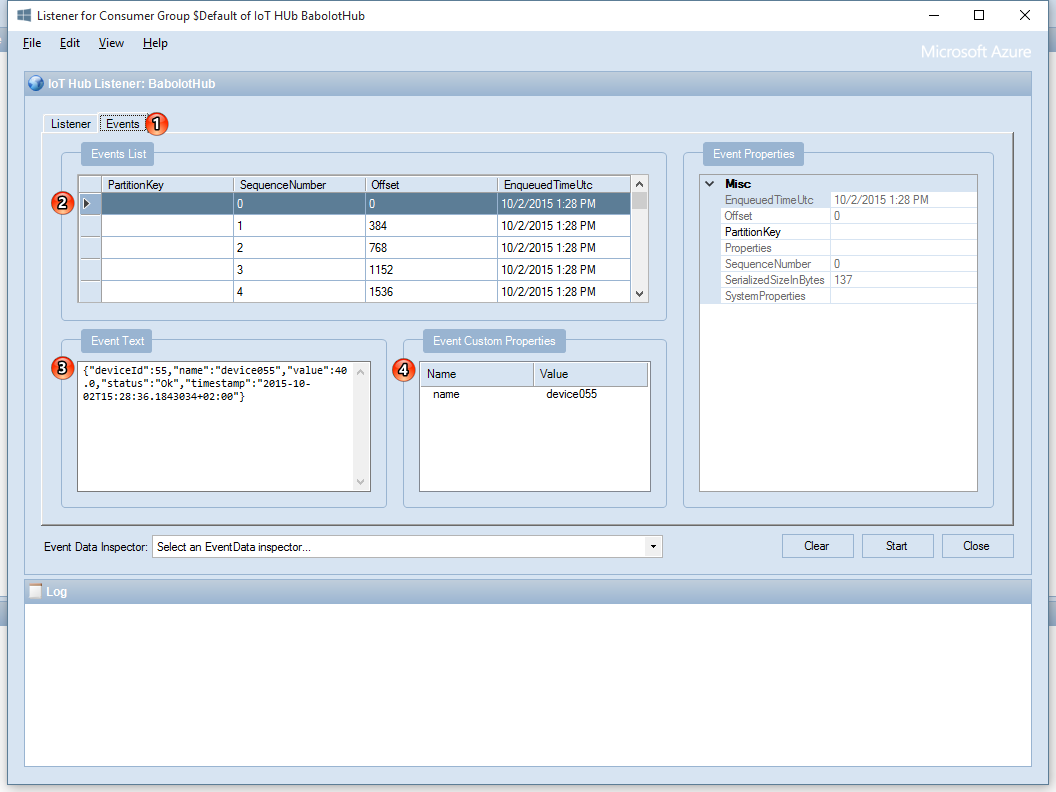 Listener for Consumer Group $Default of IoT HUb BabolotHub
File Edit View Help
Microsoft Azure
IoT Hub Listener: BabolotHub
Listener Events 1
Events List
PartitionKey SequenceNumber Offset EnqueuedTimeUtc
2 0 0 10/2/2015 1:28 PM
1 384 10/2/2015 1:28 PM
2 768 10/2/2015 1:28 PM
3 1152 10/2/2015 1:28 PM
4 1536 10/2/2015 1:28 PM
Event Properties
Misc
EnqueuedTimeUtc 10/2/2015 1:28 PM
Offset 0
PartitionKey
Properties
SequenceNumber 0
SerializedSizeInBytes 137
SystemProperties
Event Text
3
{"deviceId":55,"name":"device055","value":40
.0,"status":"Ok","timestamp":"2015-10-
02T15:28:36.1843034+02:00"}
Event Custom Properties
4
Name Value
name device055
Event Data Inspector: Select an EventData inspector...
Clear Start Close
Log